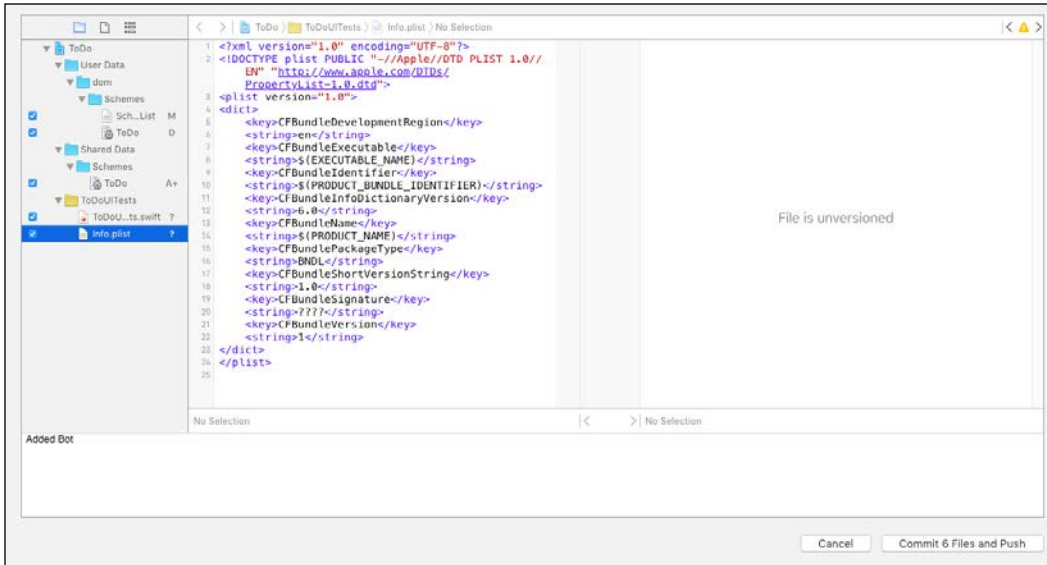 ToDo 〉 ToDoUITests 〉 Info.plist 〉 No Selection
ToDo
User Data
dom
Schemes
Sch...List M
ToDo D
Shared Data
Schemes
ToDo A+
ToDoUITests
ToDoU...ts.swift ?
Info.plist ?
1 <?xml version="1.0" encoding="UTF-8"?>
2 <!DOCTYPE plist PUBLIC "-//Apple//DTD PLIST 1.0//
EN" "http://www.apple.com/DTDs/
PropertyList-1.0.dtd">
3 <plist version="1.0">
4 <dict>
5 <key>CFBundleDevelopmentRegion</key>
6 <string>en</string>
7 <key>CFBundleExecutable</key>
8 <string>$(EXECUTABLE_NAME)</string>
9 <key>CFBundleIdentifier</key>
10 <string>$(PRODUCT_BUNDLE_IDENTIFIER)</string>
11 <key>CFBundleInfoDictionaryVersion</key>
12 <string>6.0</string>
13 <key>CFBundleName</key>
14 <string>$(PRODUCT_NAME)</string>
15 <key>CFBundlePackageType</key>
16 <string>BNDL</string>
17 <key>CFBundleShortVersionString</key>
18 <string>1.0</string>
19 <key>CFBundleSignature</key>
20 <string>????</string>
21 <key>CFBundleVersion</key>
22 <string>1</string>
23 </dict>
24 </plist>
25
File is unversioned
No Selection
No Selection
Added Bot
Cancel
Commit 6 Files and Push